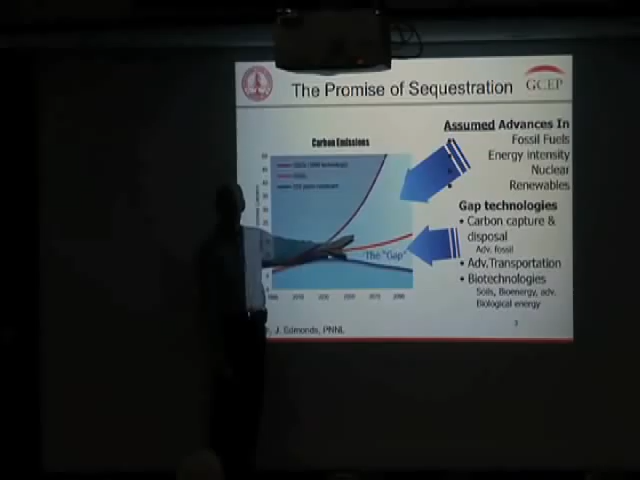 The Promise of Sequestration
GCEP
Carbon Emissions
Assumed Advances In
Fossil Fuels
Energy intensity
Nuclear
Renewables
Gap technologies
• Carbon capture &
disposal
Adv. fossil
• Adv.Transportation
• Biotechnologies
Soils, Bioenergy, adv.
Biological energy
The "Gap"
J. Edmonds, PNNL
3